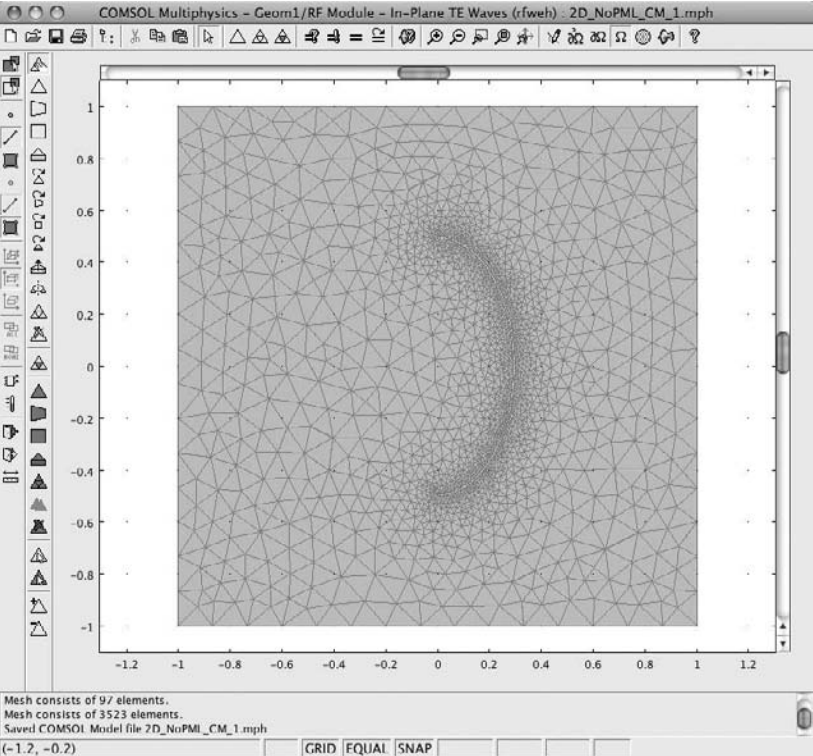 COMSOL Multiphysics – Geom1/RF Module – In-Plane TE Waves (rfweh) : 2D_NoPML_CM_1.mph
1
0.8
0.6
0.4
0.2
0
-0.2
-0.4
-0.6
-0.8
-1
-1.2 -1 -0.8 -0.6 -0.4 -0.2 0 0.2 0.4 0.6 0.8 1 1.2
Mesh consists of 97 elements.
Mesh consists of 3523 elements.
Saved COMSOL Model file 2D_NoPML_CM_1.mph
(-1.2, -0.2) GRID EQUAL SNAP